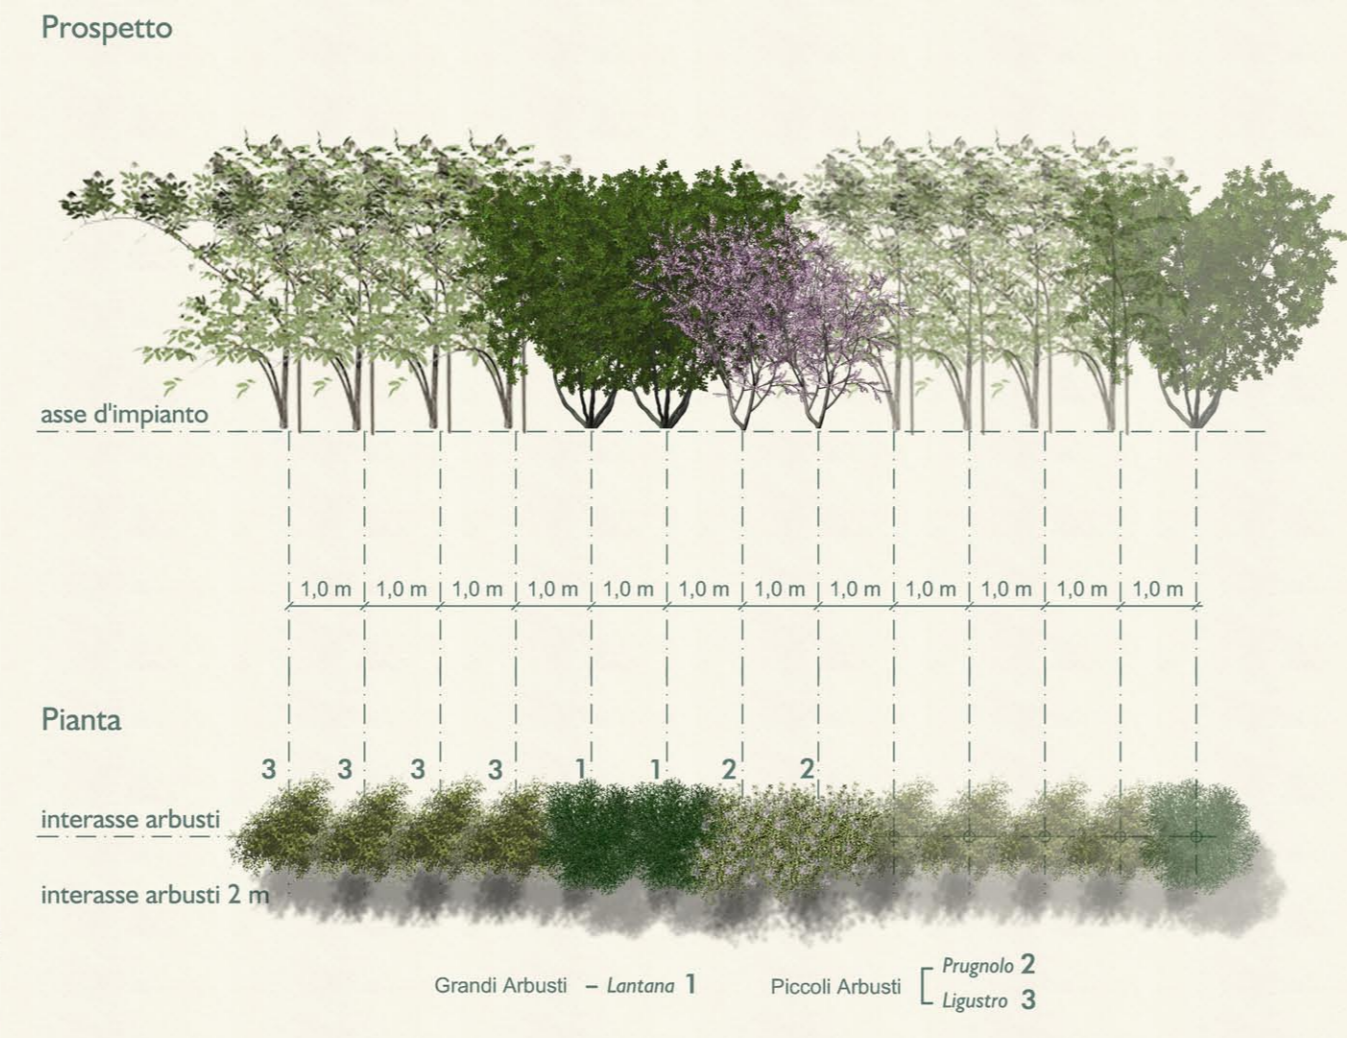 Prospetto
asse d'impianto
1,0 m 1,0 m 1,0 m 1,0 m 1,0 m 1,0 m 1,0 m 1,0 m 1,0 m 1,0 m 1,0 m 1,0 m
Pianta
3 3 3 3 1 1 2 2
interasse arbusti
interasse arbusti 2 m
Grandi Arbusti – Lantana 1
Piccoli Arbusti
Prugnolo 2
Ligustro 3